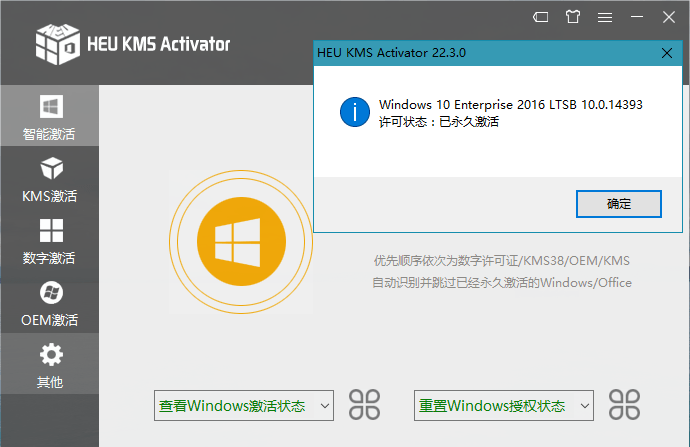 HEU KMS Activator
HEU KMS Activator 22.3.0
Windows 10 Enterprise 2016 LTSB 10.0.14393
许可状态：已永久激活
确定
智能激活
KMS激活
数字激活
OEM激活
其他
优先顺序依次为数字许可证/KMS38/OEM/KMS
自动识别并跳过已经永久激活的Windows/Office
查看Windows激活状态
重置Windows授权状态